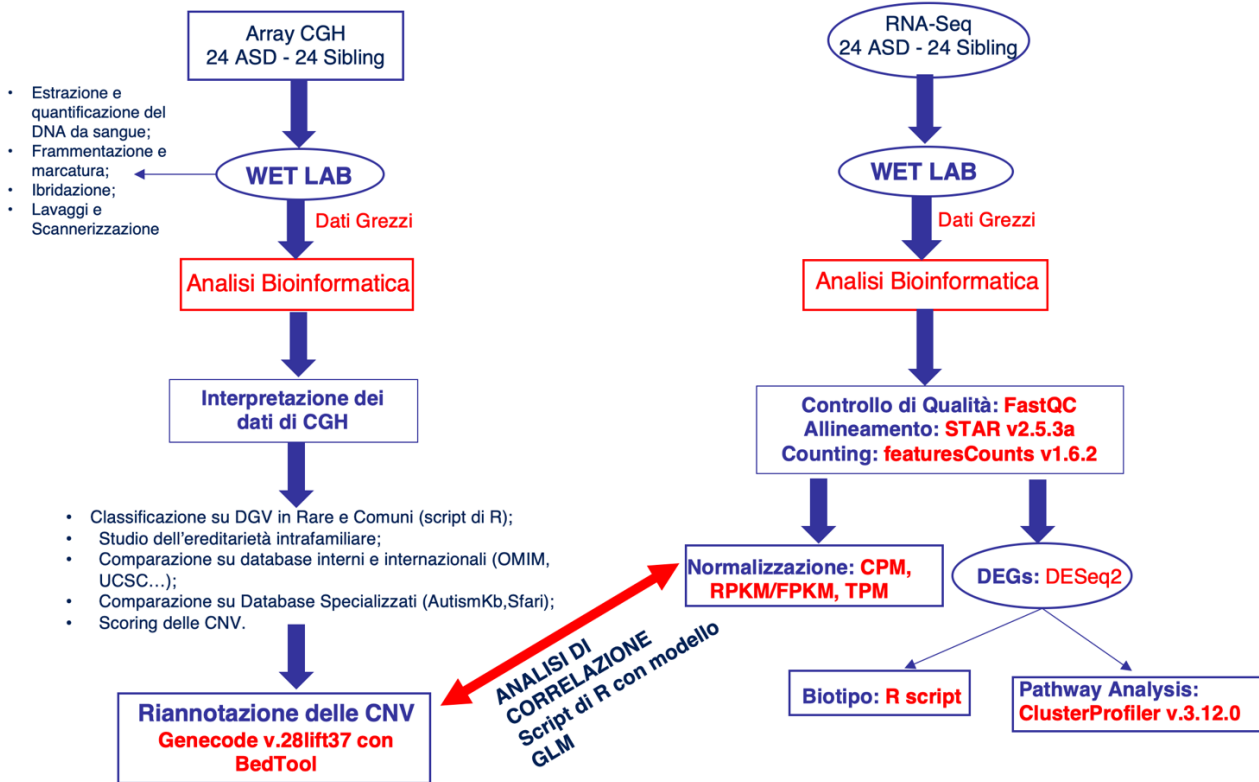 Array CGH
24 ASD - 24 Sibling
• Estrazione e
quantificazione del
DNA da sangue;
• Frammentazione e
marcatura;
• Ibridazione;
• Lavaggi e
Scannerizzazione
WET LAB
Dati Grezzi
Analisi Bioinformatica
Interpretazione dei
dati di CGH
• Classificazione su DGV in Rare e Comuni (script di R);
• Studio dell'ereditarietà intrafamiliare;
• Comparazione su database interni e internazionali (OMIM,
UCSC...);
• Comparazione su Database Specializzati (AutismKb,Sfari);
• Scoring delle CNV.
Riannotazione delle CNV
Genecode v.28lift37 con
BedTool
ANALISI DI
CORRELAZIONE
Script di R con modello
GLM
RNA-Seq
24 ASD - 24 Sibling
WET LAB
Dati Grezzi
Analisi Bioinformatica
Controllo di Qualità: FastQC
Allineamento: STAR v2.5.3a
Counting: featuresCounts v1.6.2
Normalizzazione: CPM,
RPKM/FPKM, TPM
DEGs: DESeq2
Biotipo: R script
Pathway Analysis:
ClusterProfiler v.3.12.0